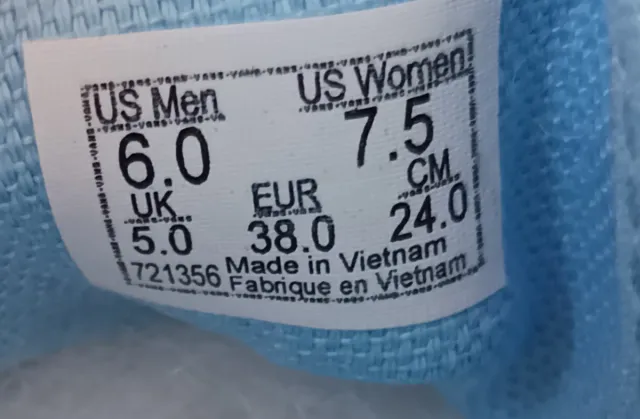 US Men US Women
6.0 7.5
UK EUR CM
5.0 38.0 24.0
721356 Made in Vietnam
Fabrique en Vietnam